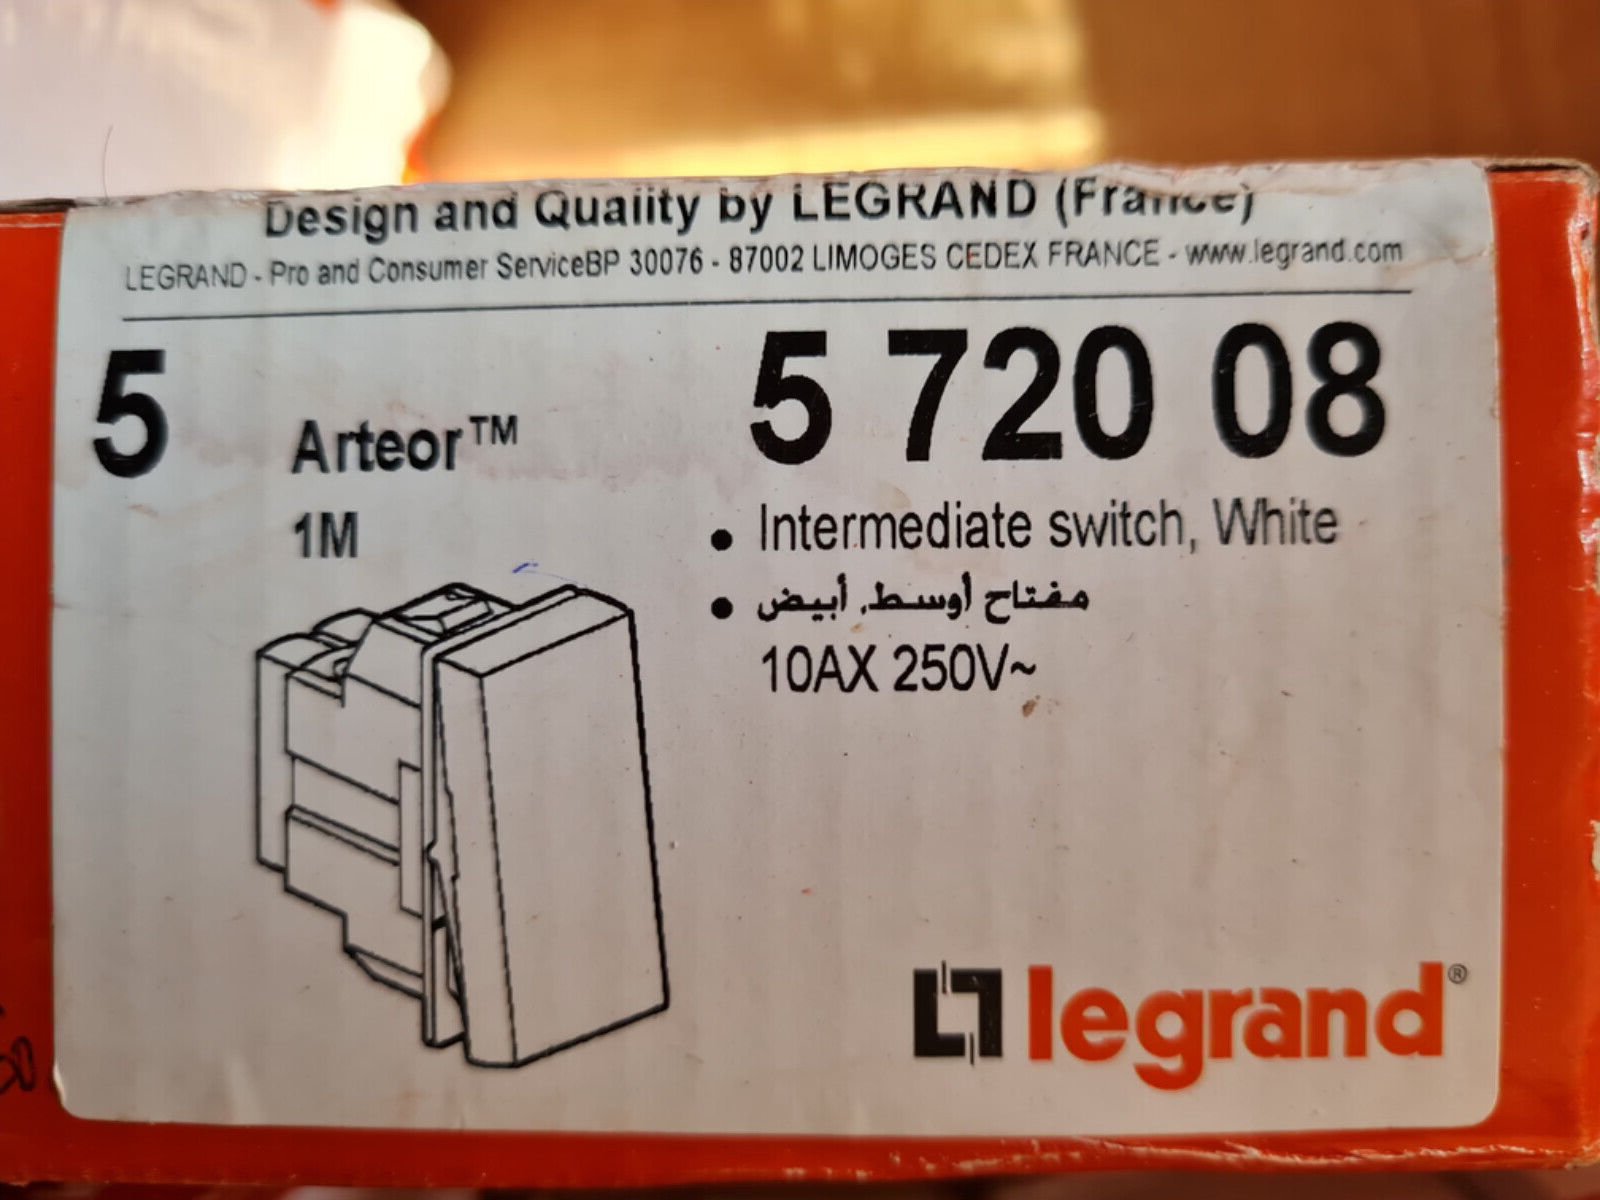 Design and Quality by LEGRAND (France)
LEGRAND - Pro and Consumer ServiceBP 30076 - 87002 LIMOGES CEDEX FRANCE - www.legrand.com
5
Arteor™
1M
5 720 08
• Intermediate switch, White
• مفتاح أوسط, أبيض
10AX 250V~
legrand®